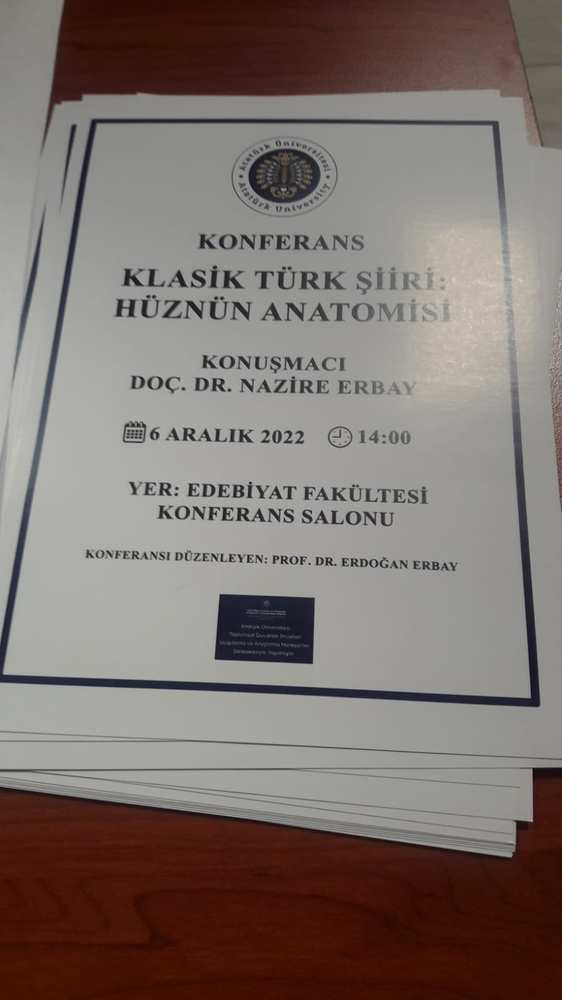 Atatürk Üniversitesi
Atatürk University
KONFERANS
KLASİK TÜRK ŞİİRİ:
HÜZNÜN ANATOMİSİ
KONUŞMACI
DOÇ. DR. NAZİRE ERBAY
6 ARALIK 2022 14:00
YER: EDEBİYAT FAKÜLTESİ
KONFERANS SALONU
KONFERANSI DÜZENLEYEN: PROF. DR. ERDOĞAN ERBAY
Atatürk Üniversitesi
Toplumsal Duyarlılık Projeleri
Uygulama ve Araştırma Merkezi'nin
Destekleriyle Yapılmıştır.